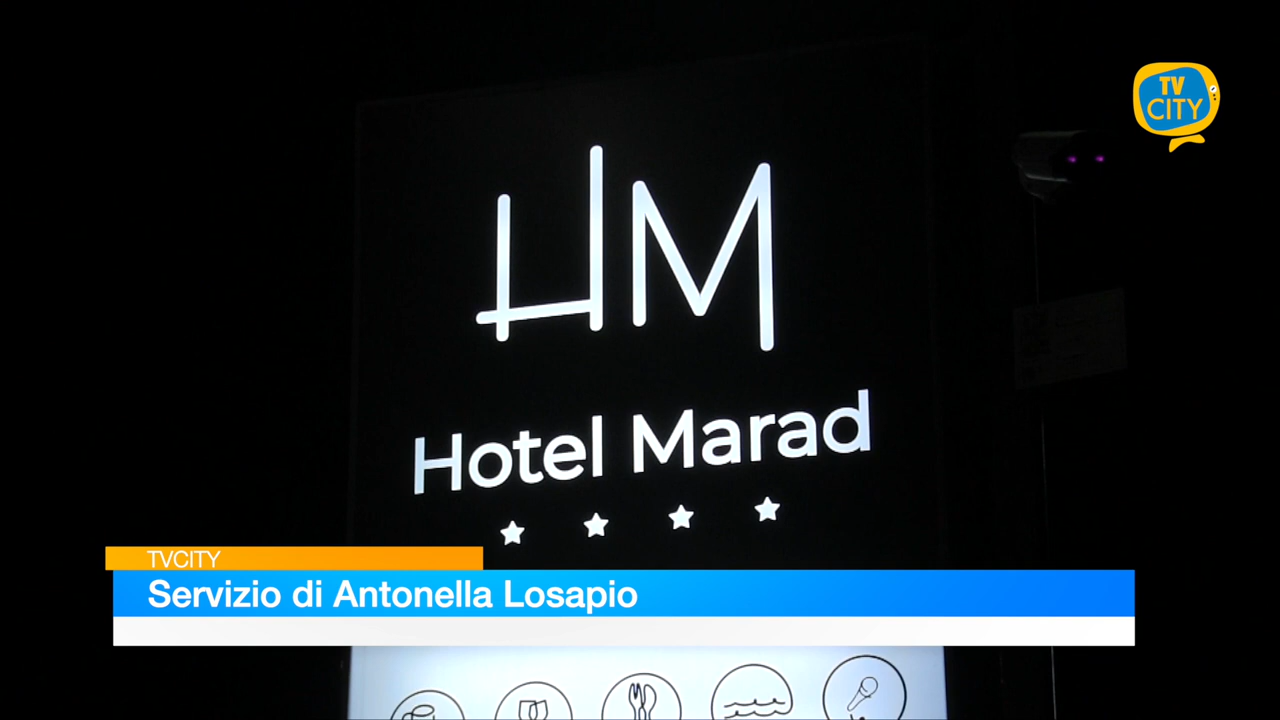 TV
CITY
HM
Hotel Marad
TVCITY
Servizio di Antonella Losapio